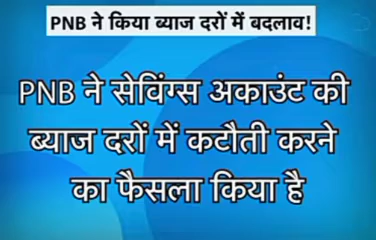 PNB ने किया ब्याज दरों में बदलाव!
PNB ने सेविंग्स अकाउंट की
ब्याज दरों में कटौती करने
का फैसला किया है